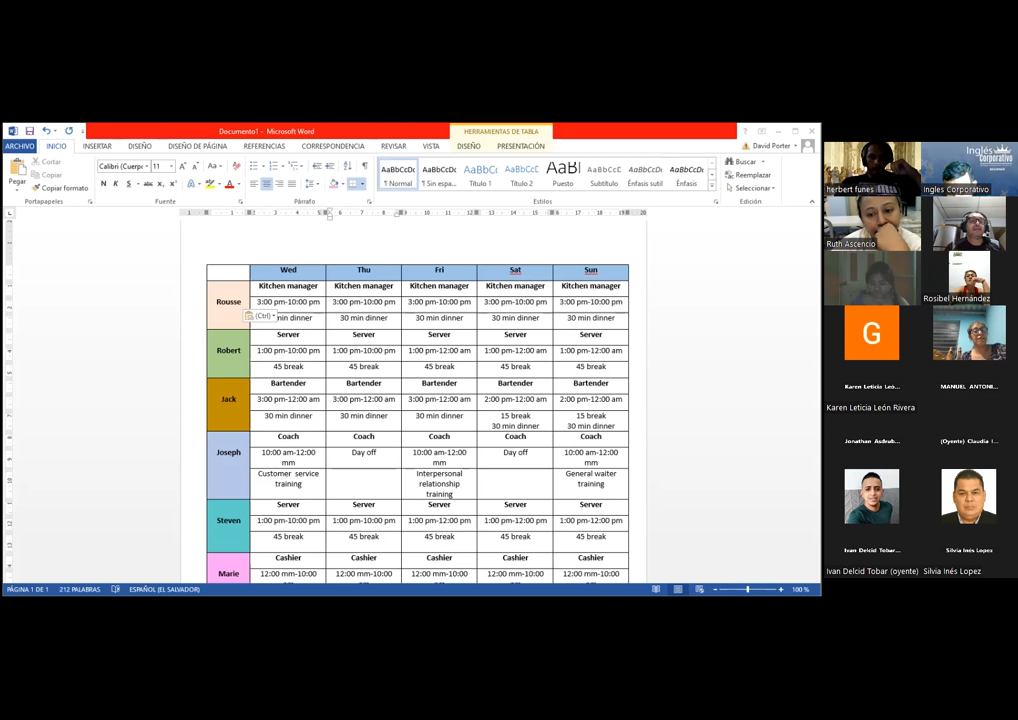 Documento1 - Microsoft Word
HERRAMIENTAS DE TABLA
ARCHIVO INICIO INSERTAR DISEÑO DISEÑO DE PÁGINA REFERENCIAS CORRESPONDENCIA REVISAR VISTA DISEÑO PRESENTACIÓN David Porter
Cortar
Copiar
Copiar formato
Pegar
Portapapeles
Calibri (Cuerp 11
N K S abc x₂ x²
Fuente
Párrafo
AaBbCcDc AaBbCcDc AaBbCc AaBbCcC AaBl AaBbCcC AaBbCcDc AaBbCcDc
¶ Normal ¶ Sin espa... Título 1 Título 2 Puesto Subtítulo Énfasis sutil Énfasis
Estilos
Buscar
Reemplazar
Seleccionar
Edición
Wed Thu Fri Sat Sun
Rousse
Kitchen manager Kitchen manager Kitchen manager Kitchen manager Kitchen manager
3:00 pm-10:00 pm 3:00 pm-10:00 pm 3:00 pm-10:00 pm 3:00 pm-10:00 pm 3:00 pm-10:00 pm
(Ctrl)
min dinner 30 min dinner 30 min dinner 30 min dinner 30 min dinner
Robert
Server Server Server Server Server
1:00 pm-10:00 pm 1:00 pm-10:00 pm 1:00 pm-12:00 am 1:00 pm-12:00 am 1:00 pm-12:00 am
45 break 45 break 45 break 45 break 45 break
Jack
Bartender Bartender Bartender Bartender Bartender
3:00 pm-12:00 am 3:00 pm-12:00 am 3:00 pm-12:00 am 2:00 pm-12:00 am 2:00 pm-12:00 am
30 min dinner 30 min dinner 30 min dinner 15 break 15 break
30 min dinner 30 min dinner
Joseph
Coach Coach Coach Coach Coach
10:00 am-12:00 Day off 10:00 am-12:00 Day off 10:00 am-12:00
mm mm mm
Customer service Interpersonal General waiter
training relationship training
training
Steven
Server Server Server Server Server
1:00 pm-10:00 pm 1:00 pm-10:00 pm 1:00 pm-12:00 pm 1:00 pm-12:00 pm 1:00 pm-12:00 pm
45 break 45 break 45 break 45 break 45 break
Marie
Cashier Cashier Cashier Cashier Cashier
12:00 mm-10:00 12:00 mm-10:00 12:00 mm-10:00 12:00 mm-10:00 12:00 mm-10:00
PÁGINA 1 DE 1 212 PALABRAS ESPAÑOL (EL SALVADOR) 100 %
Inglés
Corporativo
herbert funes
Ingles Corporativo
Ruth Ascencio
Rosibel Hernández
G
Karen Leticia Leó...
MANUEL ANTONI...
Karen Leticia León Rivera
Jonathan Asdrub...
(Oyente) Claudia I...
Ivan Delcid Tobar...
Silvia Inés Lopez
Ivan Delcid Tobar (oyente)
Silvia Inés Lopez